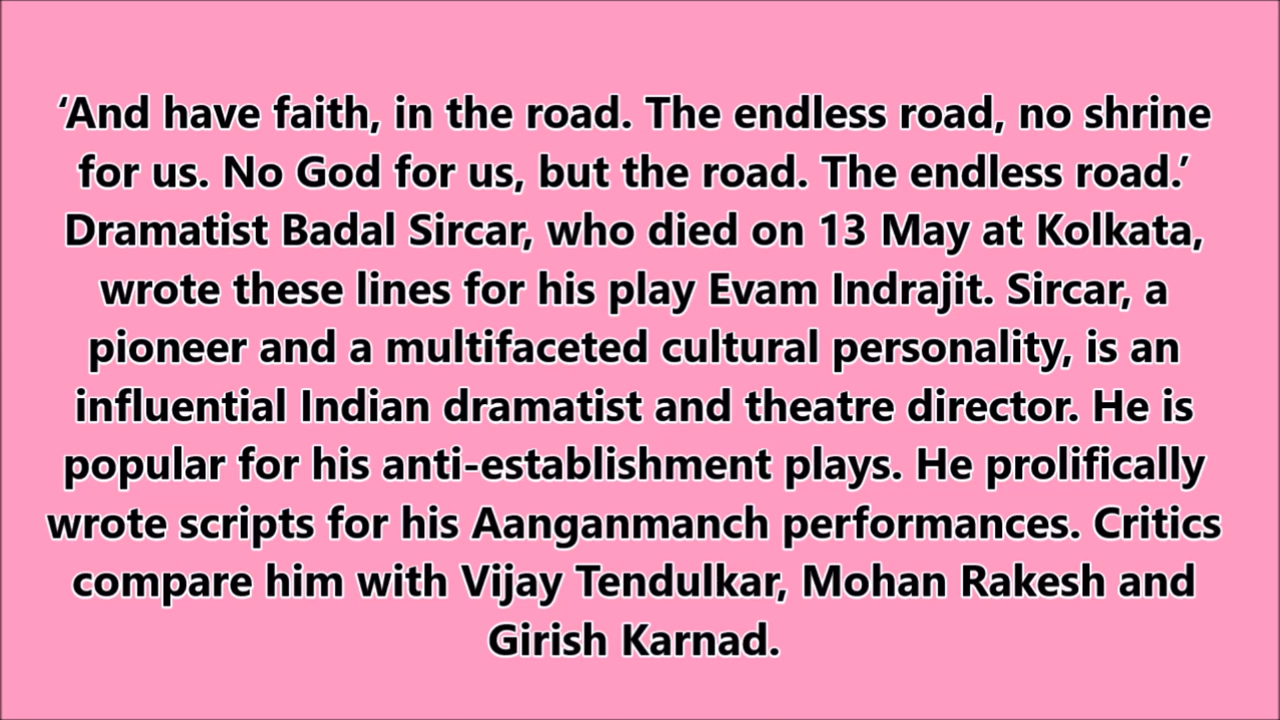 ‘And have faith, in the road. The endless road, no shrine
for us. No God for us, but the road. The endless road.’
Dramatist Badal Sircar, who died on 13 May at Kolkata,
wrote these lines for his play Evam Indrajit. Sircar, a
pioneer and a multifaceted cultural personality, is an
influential Indian dramatist and theatre director. He is
popular for his anti-establishment plays. He prolifically
wrote scripts for his Aanganmanch performances. Critics
compare him with Vijay Tendulkar, Mohan Rakesh and
Girish Karnad.